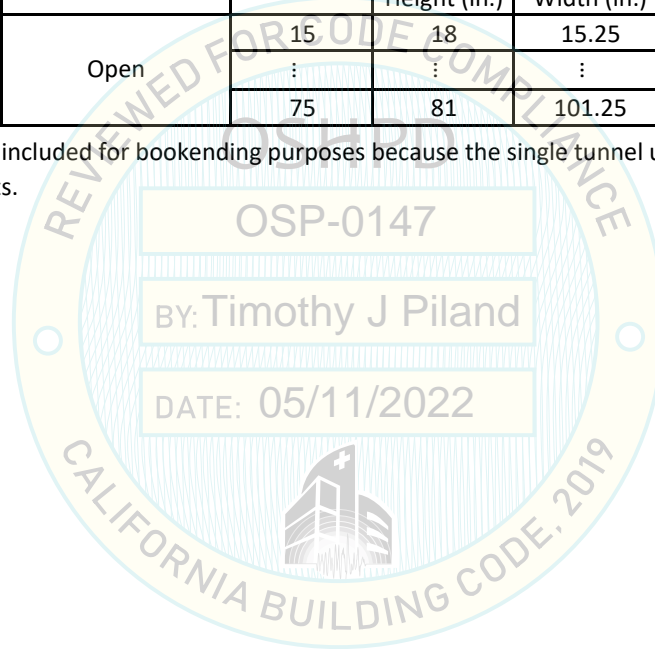 Height (in.) Width (in.)
15 18 15.25
Open ⋮ ⋮ ⋮
75 81 101.25
included for bookending purposes because the single tunnel u
ts.
REVIEWED FOR CODE COMPLIANCE
OSHPD
OSP-0147
BY: Timothy J Piland
DATE: 05/11/2022
CALIFORNIA BUILDING CODE, 2019